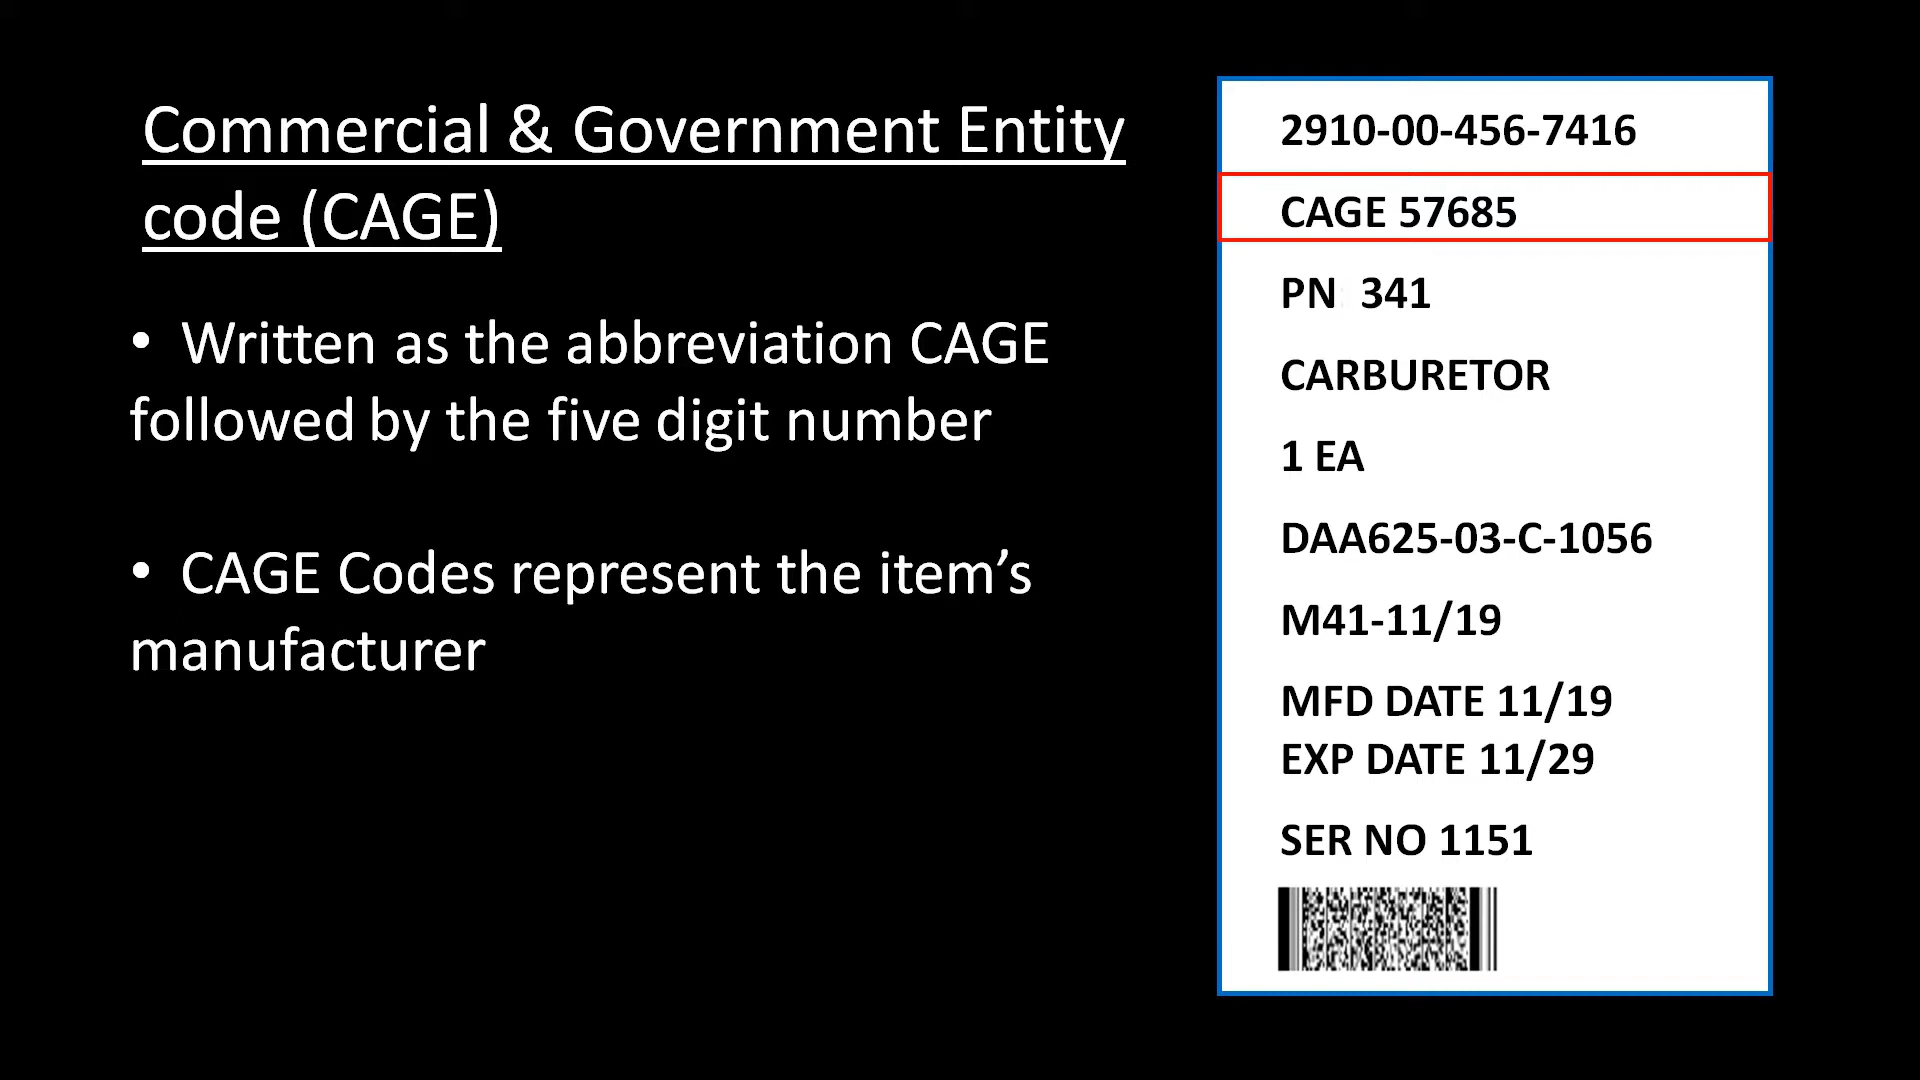 Commercial & Government Entity
code (CAGE)
• Written as the abbreviation CAGE
followed by the five digit number
• CAGE Codes represent the item’s
manufacturer
2910-00-456-7416
CAGE 57685
PN 341
CARBURETOR
1 EA
DAA625-03-C-1056
M41-11/19
MFD DATE 11/19
EXP DATE 11/29
SER NO 1151